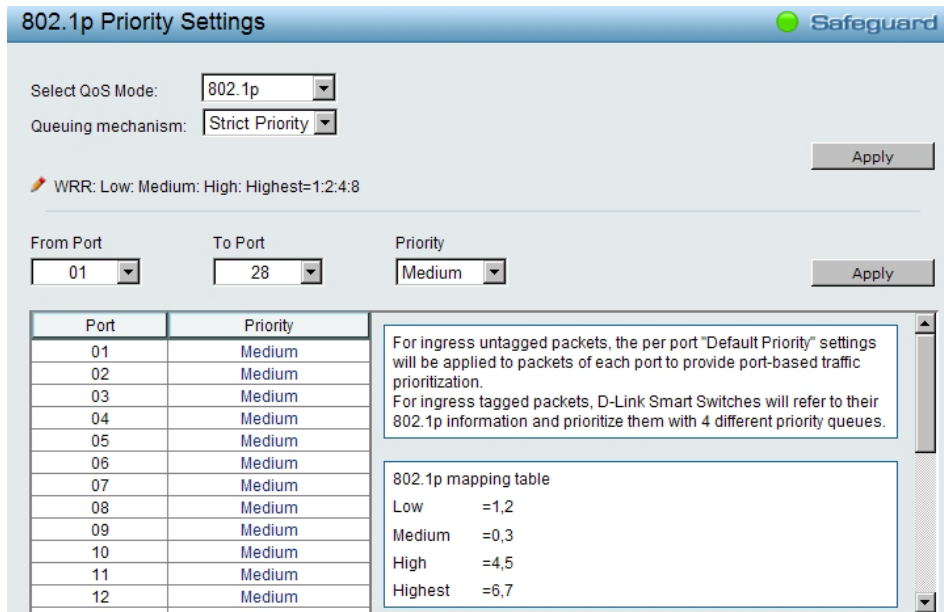 802.1p Priority Settings
Safeguard
Select QoS Mode: 802.1p
Queuing mechanism: Strict Priority
Apply
WRR: Low: Medium: High: Highest=1:2:4:8
From Port To Port Priority
01 28 Medium Apply
Port Priority
01 Medium
02 Medium
03 Medium
04 Medium
05 Medium
06 Medium
07 Medium
08 Medium
09 Medium
10 Medium
11 Medium
12 Medium
For ingress untagged packets, the per port "Default Priority" settings
will be applied to packets of each port to provide port-based traffic
prioritization.
For ingress tagged packets, D-Link Smart Switches will refer to their
802.1p information and prioritize them with 4 different priority queues.
802.1p mapping table
Low =1,2
Medium =0,3
High =4,5
Highest =6,7